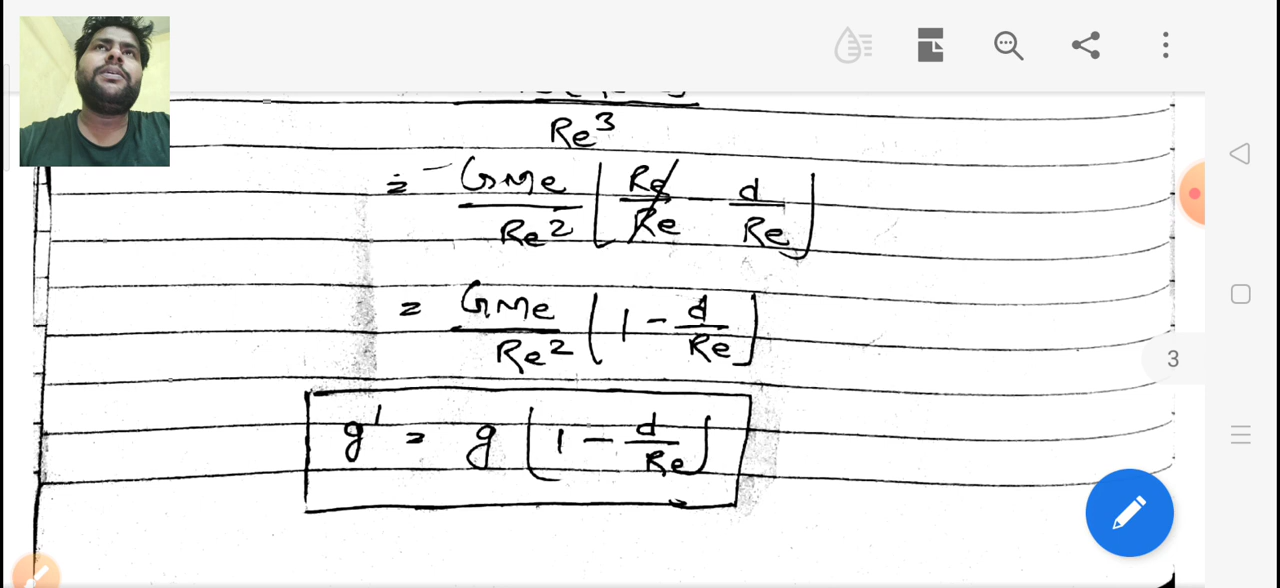 Re³
= GMe/Re² [Re/Re - d/Re]
= GMe/Re² [1 - d/Re]
g' = g [1 - d/Re]
3